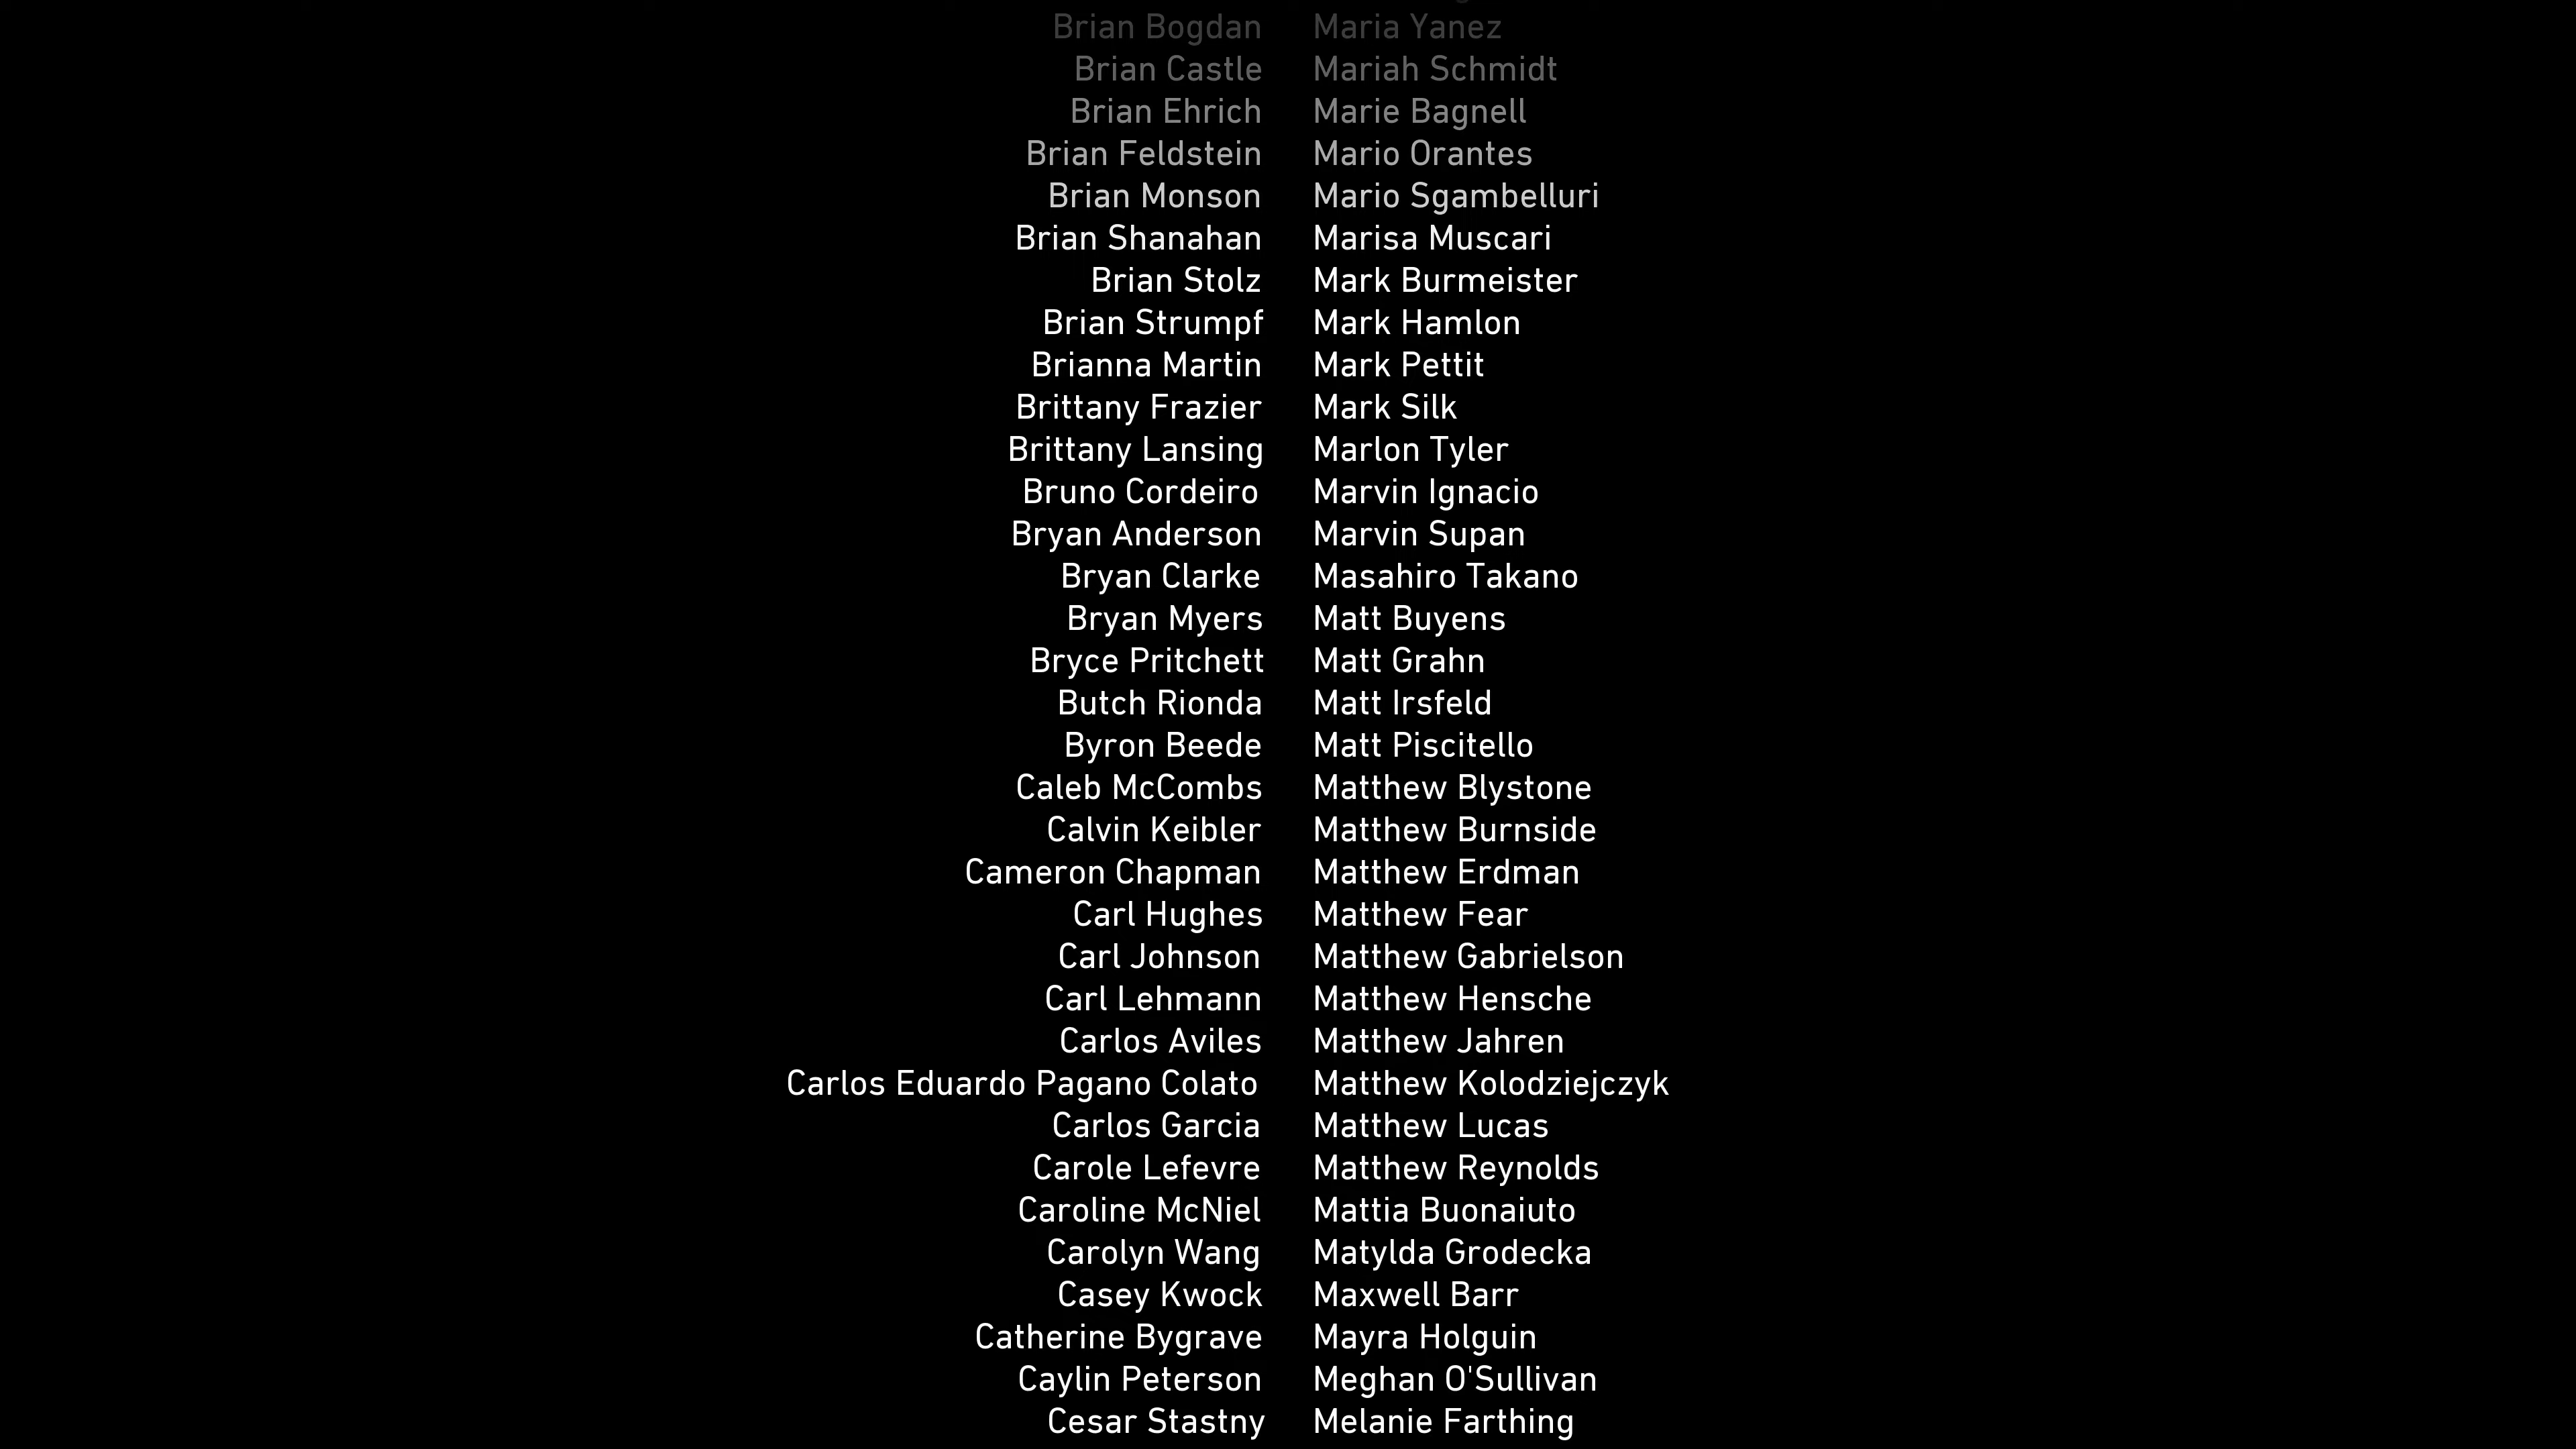 Brian Bogdan Maria Yanez
Brian Castle Mariah Schmidt
Brian Ehrich Marie Bagnell
Brian Feldstein Mario Orantes
Brian Monson Mario Sgambelluri
Brian Shanahan Marisa Muscari
Brian Stolz Mark Burmeister
Brian Strumpf Mark Hamlon
Brianna Martin Mark Pettit
Brittany Frazier Mark Silk
Brittany Lansing Marlon Tyler
Bruno Cordeiro Marvin Ignacio
Bryan Anderson Marvin Supan
Bryan Clarke Masahiro Takano
Bryan Myers Matt Buyens
Bryce Pritchett Matt Grahn
Butch Rionda Matt Irsfeld
Byron Beede Matt Piscitello
Caleb McCombs Matthew Blystone
Calvin Keibler Matthew Burnside
Cameron Chapman Matthew Erdman
Carl Hughes Matthew Fear
Carl Johnson Matthew Gabrielson
Carl Lehmann Matthew Hensche
Carlos Aviles Matthew Jahren
Carlos Eduardo Pagano Colato Matthew Kolodziejczyk
Carlos Garcia Matthew Lucas
Carole Lefevre Matthew Reynolds
Caroline McNiel Mattia Buonaiuto
Carolyn Wang Matylda Grodecka
Casey Kwock Maxwell Barr
Catherine Bygrave Mayra Holguin
Caylin Peterson Meghan O'Sullivan
Cesar Stastny Melanie Farthing